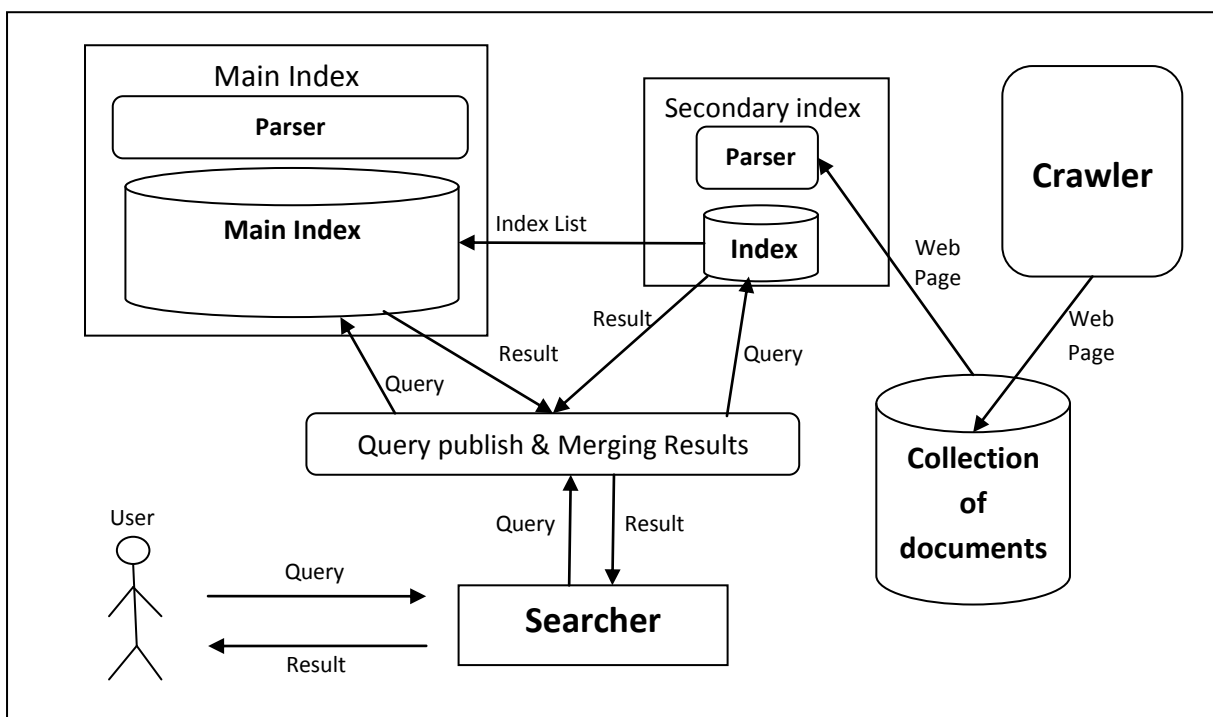 Main Index
Parser
Main Index
Secondary index
Parser
Index
Crawler
Index List
Web
Page
Web
Page
Result
Query
Result
Query
Query publish & Merging Results
Collection
of
documents
Query
Result
User
Query
Searcher
Result